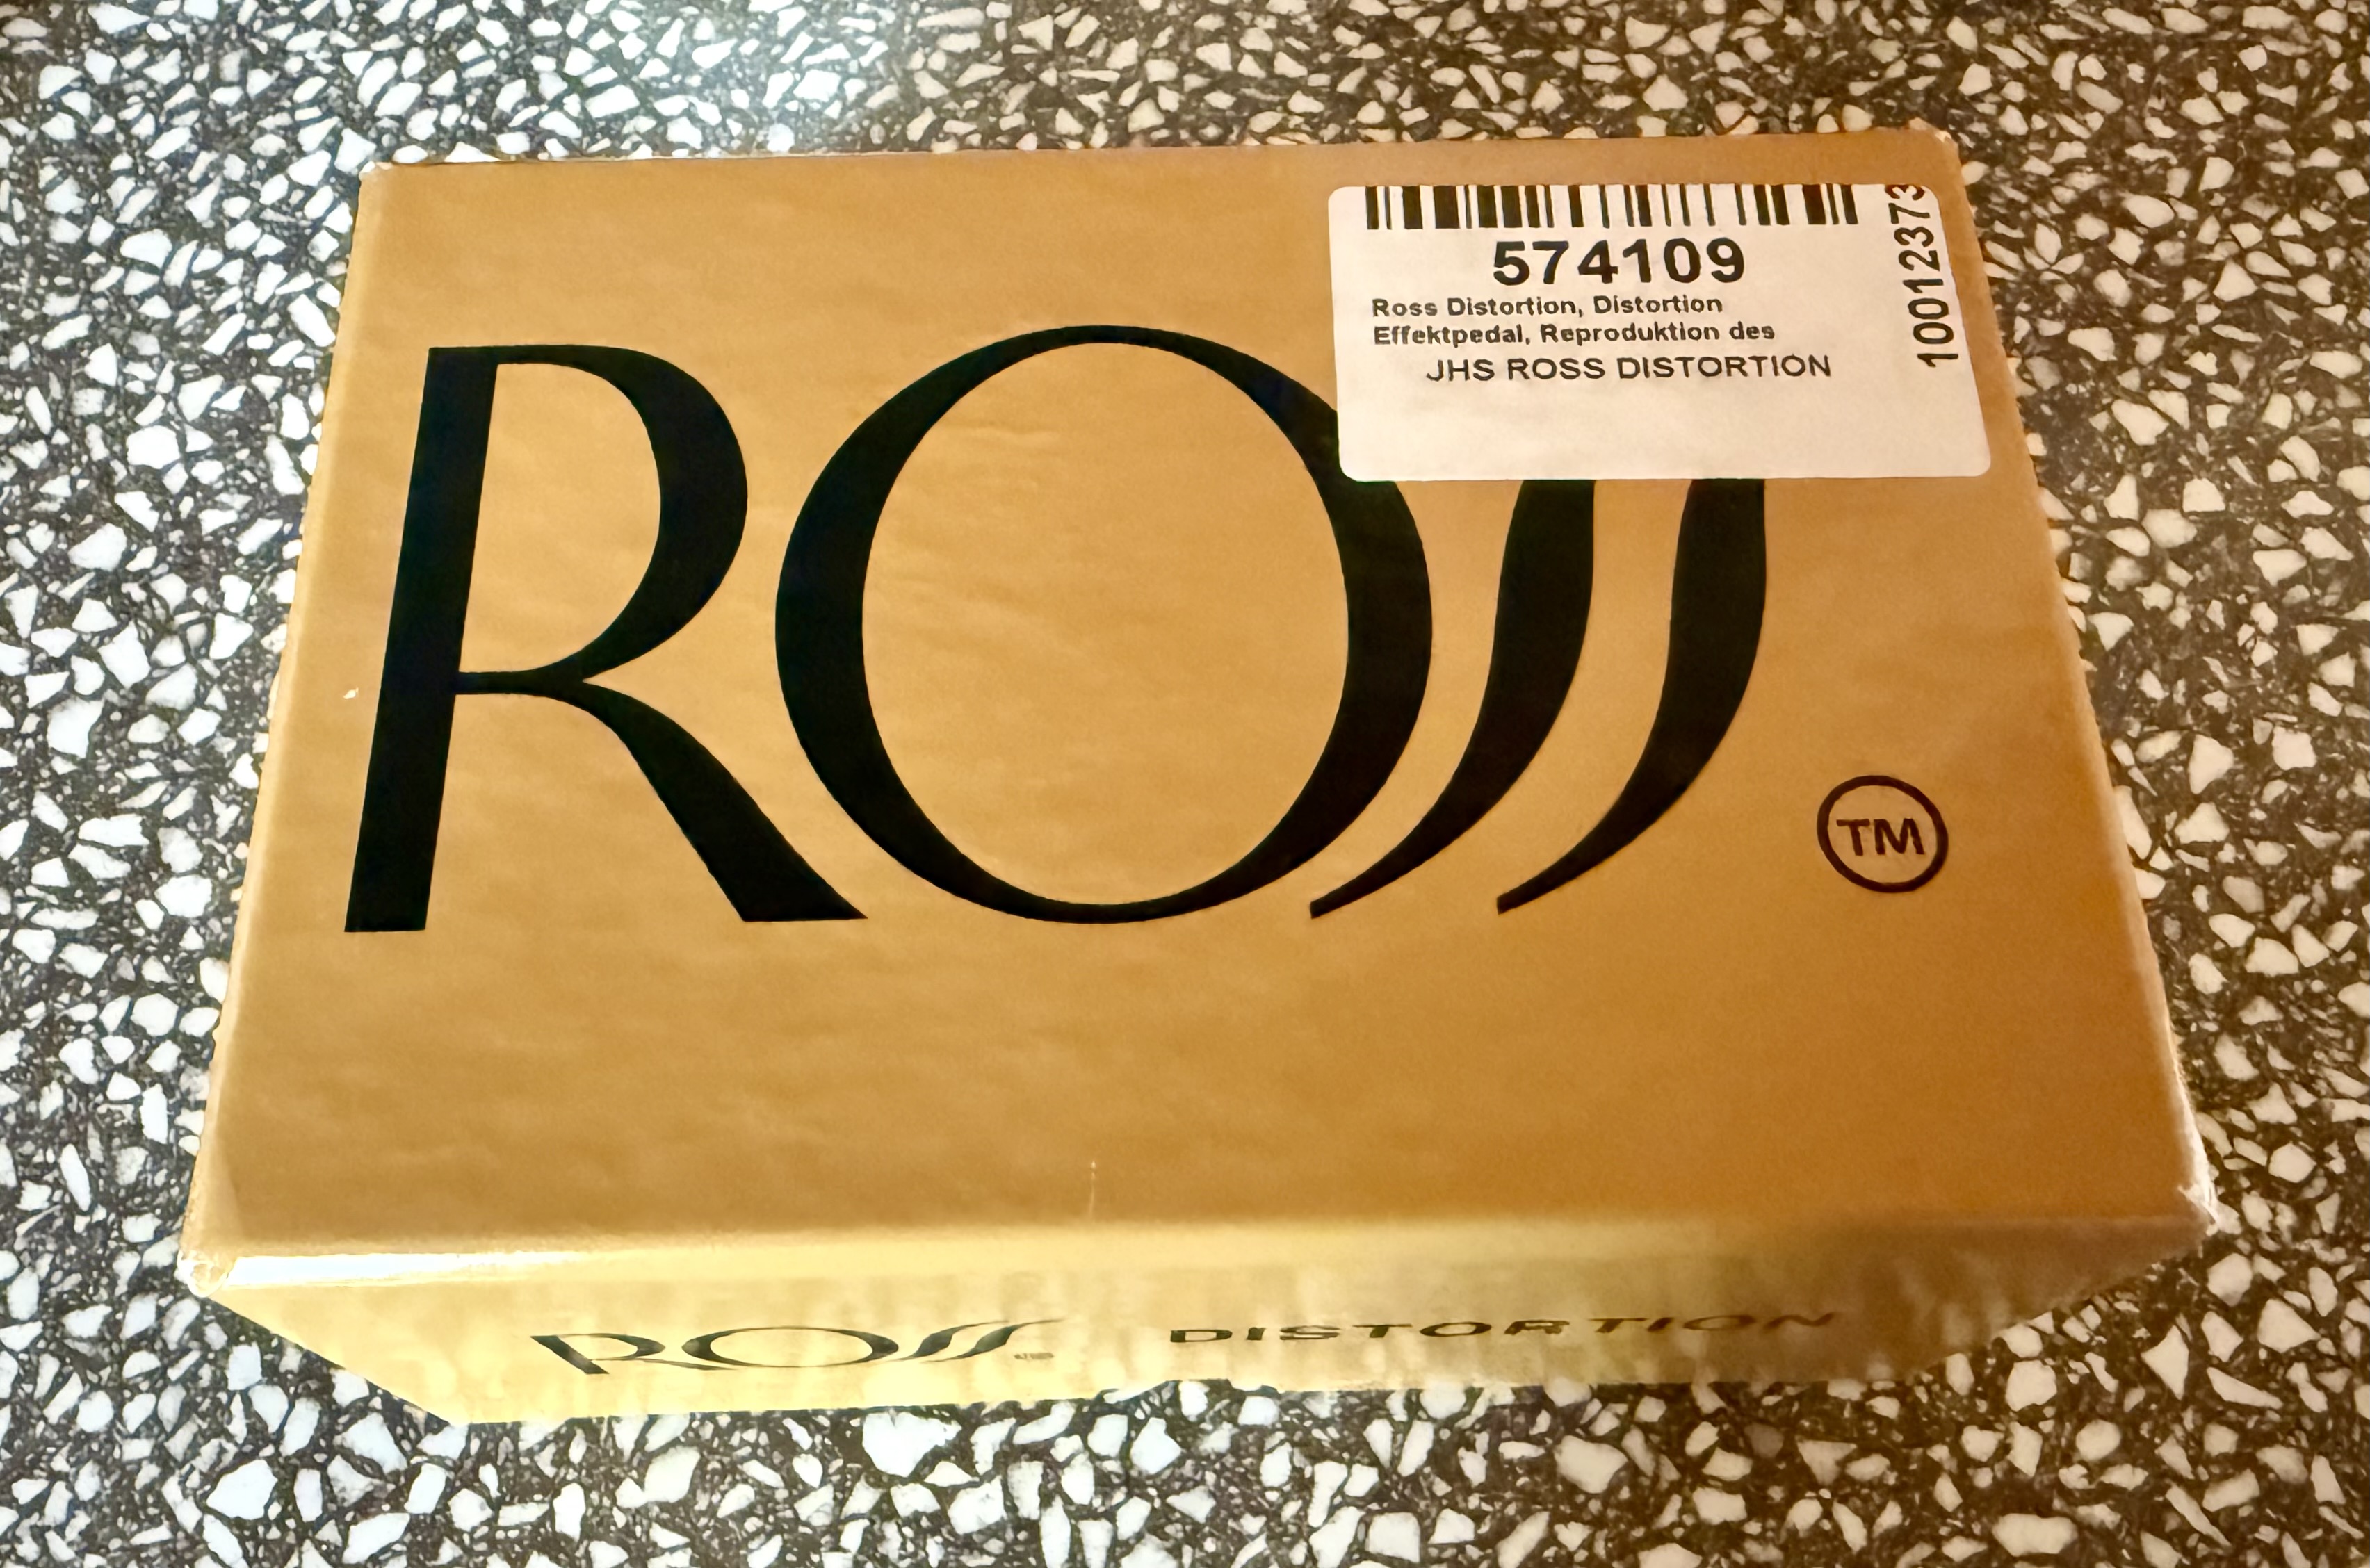 574109
Ross Distortion, Distortion
Effektpedal, Reproduktion des
JHS ROSS DISTORTION
10012373
ROSS
TM
ROSS DISTORTION